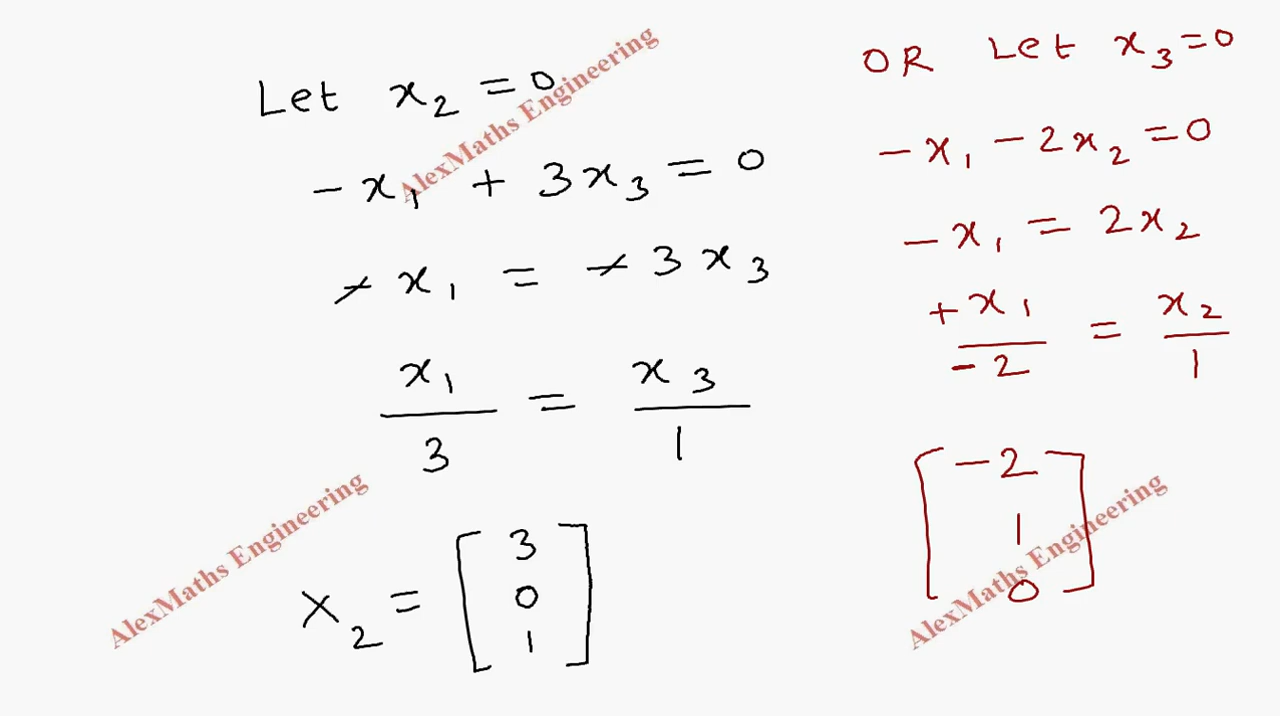 Let x₂ = 0
- x₁ + 3x₃ = 0
- x₁ = - 3x₃
x₁/3 = x₃/1
X₂ = [3
0
1]
OR Let x₃ = 0
-x₁ - 2x₂ = 0
-x₁ = 2x₂
+x₁/-2 = x₂/1
[-2
1
0]
AlexMaths Engineering
AlexMaths Engineering
AlexMaths Engineering